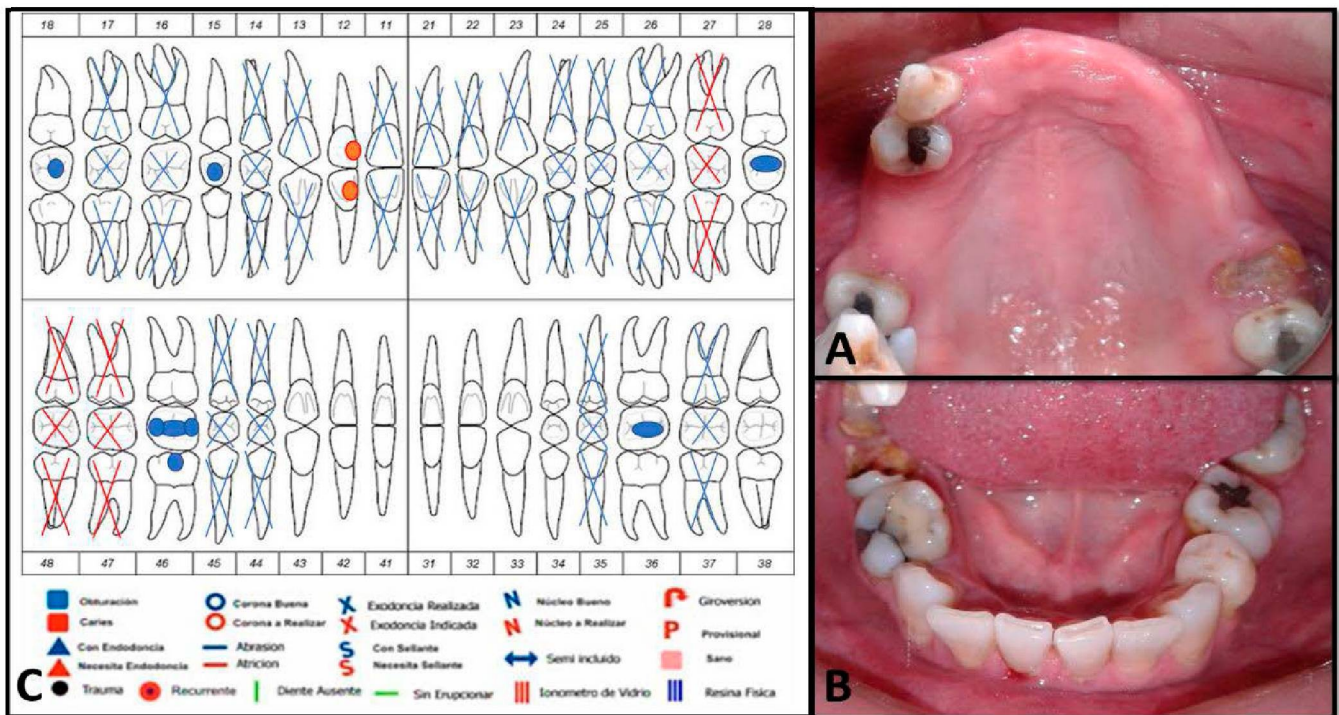 18 17 16 15 14 13 12 11 21 22 23 24 25 26 27 28
48 47 46 45 44 43 42 41 31 32 33 34 35 36 37 38
Obturación
Caries
Con Endodoncia
Necesita Endodoncia
Trauma
Corona Buena
Corona a Realizar
Abrasion
Atricion
Recurrente
Exodoncia Realizada
Exodoncia Indicada
Con Sellante
Necesita Sellante
Diente Ausente
Núcleo Bueno
Núcleo a Realizar
Semi incluido
Sin Erupcionar
Giroversion
P Provisional
Sano
Ionometro de Vidrio
Resina Fisica
C
A
B